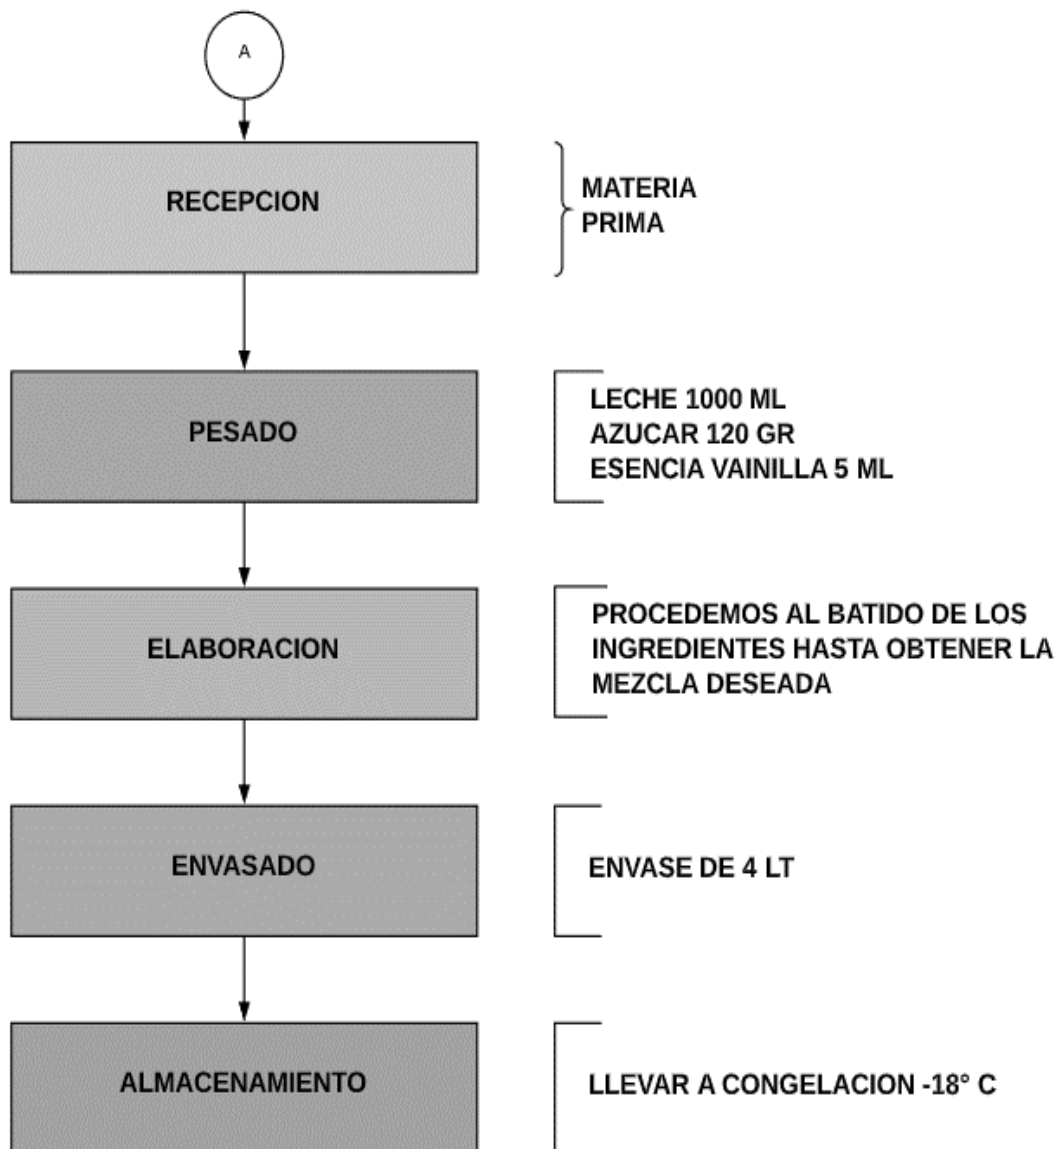 A
RECEPCION
MATERIA
PRIMA
PESADO
LECHE 1000 ML
AZUCAR 120 GR
ESENCIA VAINILLA 5 ML
ELABORACION
PROCEDEMOS AL BATIDO DE LOS
INGREDIENTES HASTA OBTENER LA
MEZCLA DESEADA
ENVASADO
ENVASE DE 4 LT
ALMACENAMIENTO
LLEVAR A CONGELACION -18° C